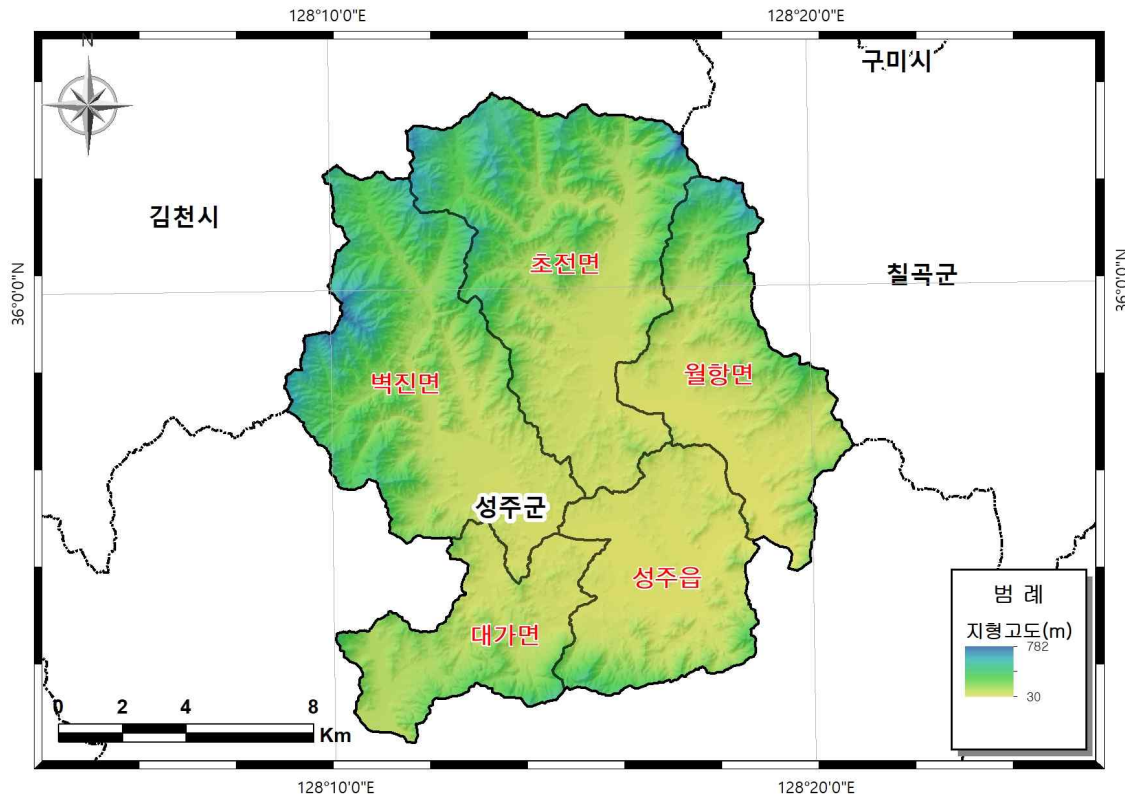 128°10'0"E
128°20'0"E
N
구미시
김천시
초전면
칠곡군
36°0'0"N
36°0'0"N
월항면
벽진면
성주군
성주읍
대가면
범 례
지형고도(m)
782
30
0 2 4 8
Km
128°10'0"E
128°20'0"E